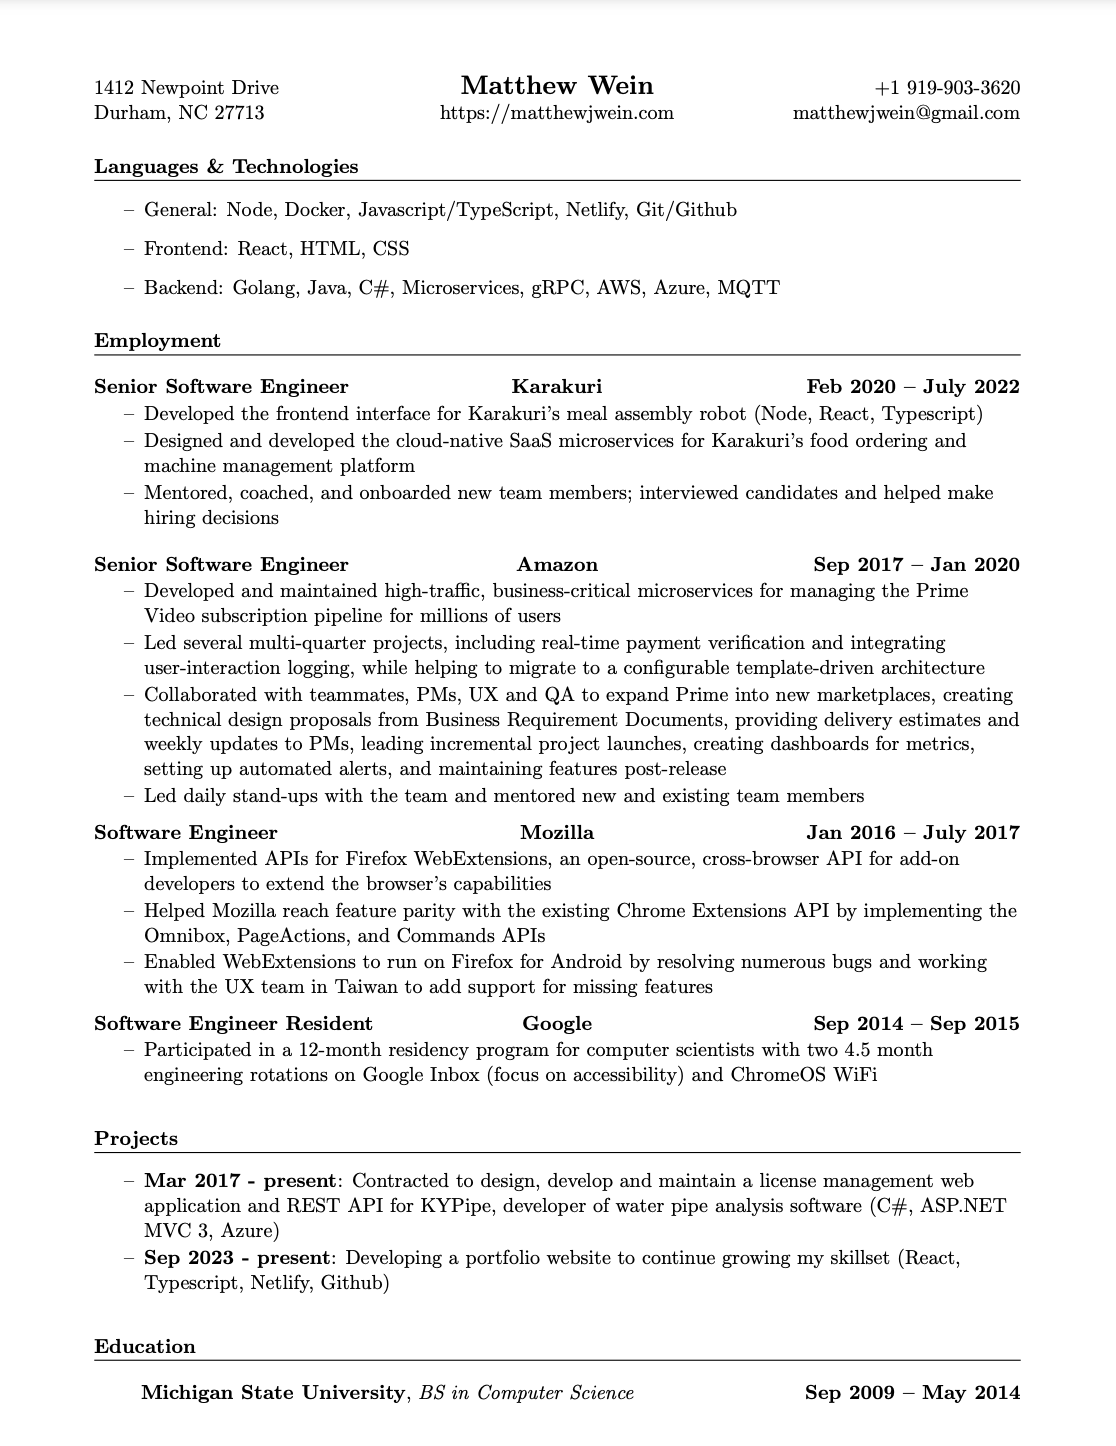 1412 Newpoint Drive Matthew Wein +1 919-903-3620
Durham, NC 27713 https://matthewjwein.com matthewjwein@gmail.com
Languages & Technologies
– General: Node, Docker, Javascript/TypeScript, Netlify, Git/Github
– Frontend: React, HTML, CSS
– Backend: Golang, Java, C#, Microservices, gRPC, AWS, Azure, MQTT
Employment
Senior Software Engineer Karakuri Feb 2020 – July 2022
– Developed the frontend interface for Karakuri's meal assembly robot (Node, React, Typescript)
– Designed and developed the cloud-native SaaS microservices for Karakuri's food ordering and
machine management platform
– Mentored, coached, and onboarded new team members; interviewed candidates and helped make
hiring decisions
Senior Software Engineer Amazon Sep 2017 – Jan 2020
– Developed and maintained high-traffic, business-critical microservices for managing the Prime
Video subscription pipeline for millions of users
– Led several multi-quarter projects, including real-time payment verification and integrating
user-interaction logging, while helping to migrate to a configurable template-driven architecture
– Collaborated with teammates, PMs, UX and QA to expand Prime into new marketplaces, creating
technical design proposals from Business Requirement Documents, providing delivery estimates and
weekly updates to PMs, leading incremental project launches, creating dashboards for metrics,
setting up automated alerts, and maintaining features post-release
– Led daily stand-ups with the team and mentored new and existing team members
Software Engineer Mozilla Jan 2016 – July 2017
– Implemented APIs for Firefox WebExtensions, an open-source, cross-browser API for add-on
developers to extend the browser's capabilities
– Helped Mozilla reach feature parity with the existing Chrome Extensions API by implementing the
Omnibox, PageActions, and Commands APIs
– Enabled WebExtensions to run on Firefox for Android by resolving numerous bugs and working
with the UX team in Taiwan to add support for missing features
Software Engineer Resident Google Sep 2014 – Sep 2015
– Participated in a 12-month residency program for computer scientists with two 4.5 month
engineering rotations on Google Inbox (focus on accessibility) and ChromeOS WiFi
Projects
– Mar 2017 - present: Contracted to design, develop and maintain a license management web
application and REST API for KYPipe, developer of water pipe analysis software (C#, ASP.NET
MVC 3, Azure)
– Sep 2023 - present: Developing a portfolio website to continue growing my skillset (React,
Typescript, Netlify, Github)
Education
Michigan State University, BS in Computer Science Sep 2009 – May 2014